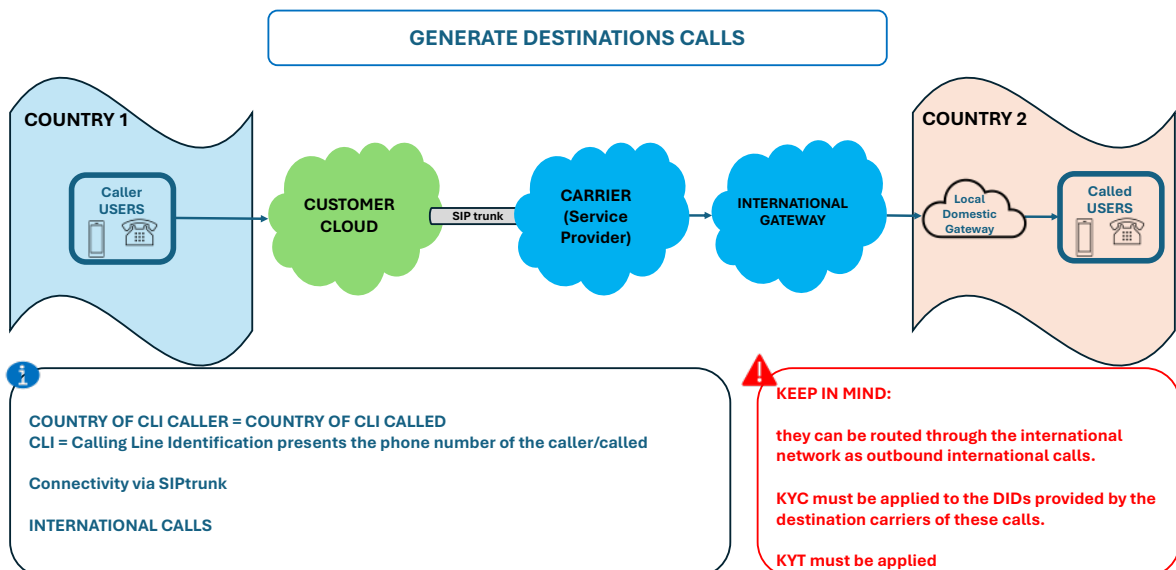 GENERATE DESTINATIONS CALLS
COUNTRY 1
Caller
USERS
CUSTOMER
CLOUD
SIP trunk
CARRIER
(Service
Provider)
INTERNATIONAL
GATEWAY
COUNTRY 2
Local
Domestic
Gateway
Called
USERS
i
COUNTRY OF CLI CALLER = COUNTRY OF CLI CALLED
CLI = Calling Line Identification presents the phone number of the caller/called
Connectivity via SIPtrunk
INTERNATIONAL CALLS
!
KEEP IN MIND:
they can be routed through the international
network as outbound international calls.
KYC must be applied to the DIDs provided by the
destination carriers of these calls.
KYT must be applied